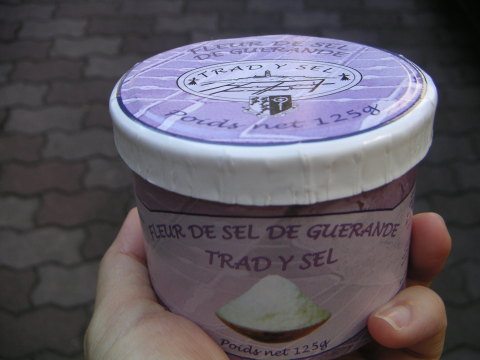 FLEUR DE SEL
DE GUERANDE
TRAD Y SEL
Poids net 125g
FLEUR DE SEL DE GUERANDE
TRAD Y SEL
Poids net 125g